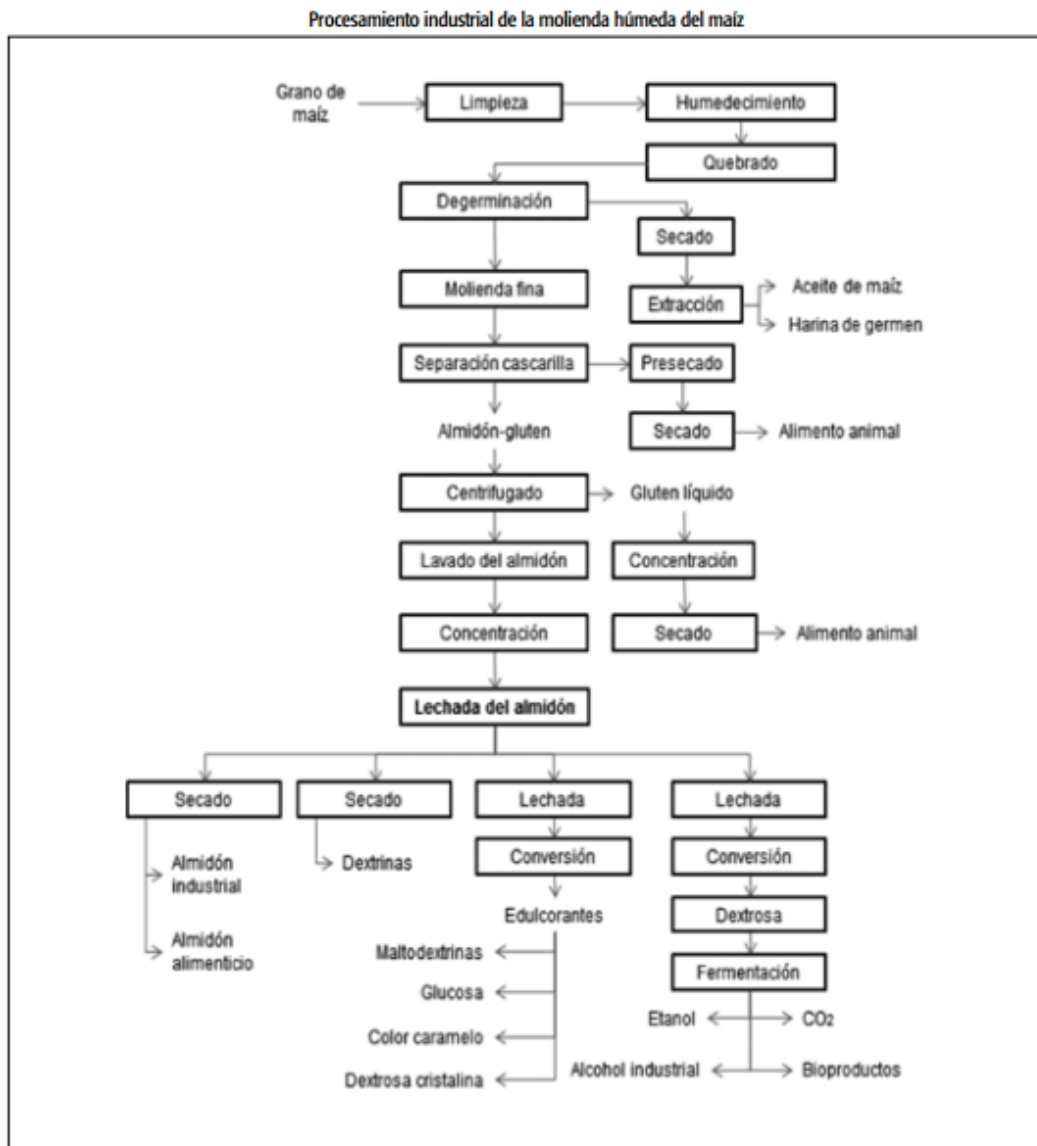 Procesamiento industrial de la molienda húmeda del maíz
Grano de
maíz
Limpieza
Humedecimiento
Quebrado
Degerminación
Secado
Molienda fina
Extracción
Aceite de maíz
Harina de germen
Separación cascarilla
Presecado
Almidón-gluten
Secado
Alimento animal
Centrifugado
Gluten líquido
Lavado del almidón
Concentración
Concentración
Secado
Alimento animal
Lechada del almidón
Secado
Secado
Lechada
Lechada
Almidón
industrial
Dextrinas
Conversión
Conversión
Almidón
alimenticio
Edulcorantes
Dextrosa
Maltodextrinas
Fermentación
Glucosa
Etanol
CO2
Color caramelo
Alcohol industrial
Bioproductos
Dextrosa cristalina